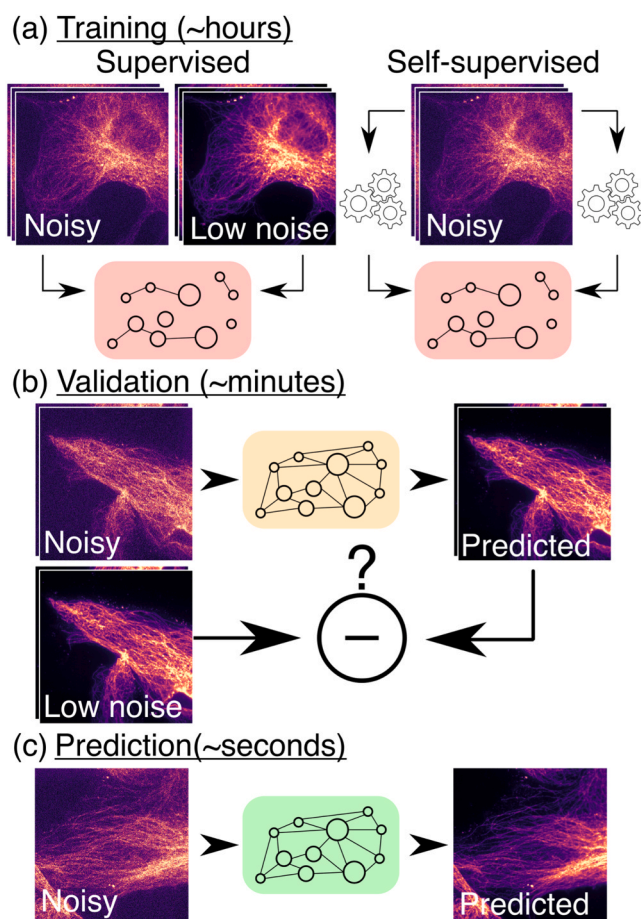 (a) Training (~hours)
Supervised
Self-supervised
Noisy
Low noise
Noisy
(b) Validation (~minutes)
Noisy
Predicted
?
−
Low noise
(c) Prediction(~seconds)
Noisy
Predicted